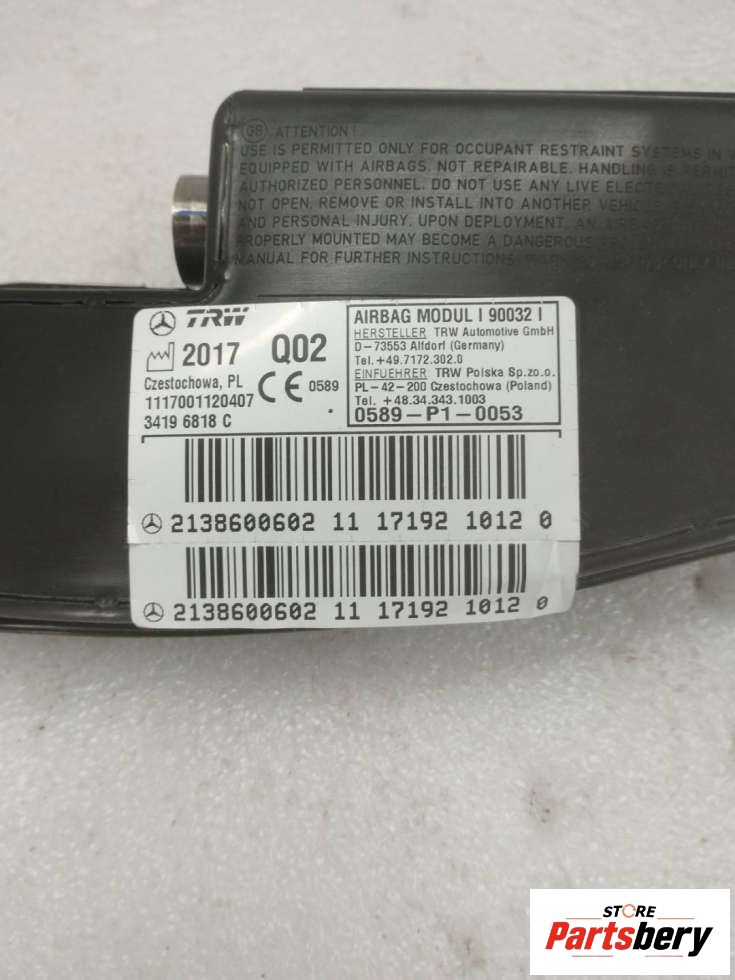 GB ATTENTION!
USE IS PERMITTED ONLY FOR OCCUPANT RESTRAINT SYSTEMS IN
EQUIPPED WITH AIRBAGS. NOT REPAIRABLE. HANDLING IS
AUTHORIZED PERSONNEL. DO NOT USE ANY LIVE
NOT OPEN, REMOVE OR INSTALL INTO ANOTHER
AND PERSONAL INJURY. UPON DEPLOYMENT, AN
PROPERLY MOUNTED MAY BECOME A DANGEROUS
MANUAL FOR FURTHER INSTRUCTIONS,
TRW
2017 Q02
Czestochowa, PL CE 0589
1117001120407
3419 6818 C
AIRBAG MODUL I 90032 I
HERSTELLER TRW Automotive GmbH
D-73553 Alfdorf (Germany)
Tel.+49.7172.302.0
EINFUEHRER TRW Polska Sp.zo.o.
PL-42-200 Czestochowa (Poland)
Tel. +48.34.343.1003
0589-P1-0053
2138600602 11 17192 1012 0
2138600602 11 17192 1012 0
STORE
Partsbery